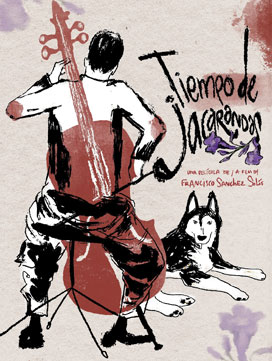 Tiempo de
Jacarandas
UNA PELÍCULA DE / A FILM BY
FRANCISCO SÁNCHEZ SOLÍS